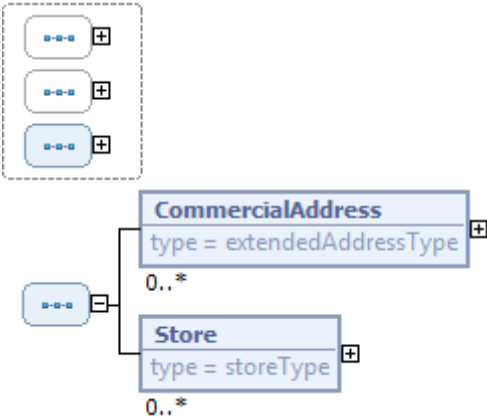 CommercialAddress
type = extendedAddressType
0..*
Store
type = storeType
0..*